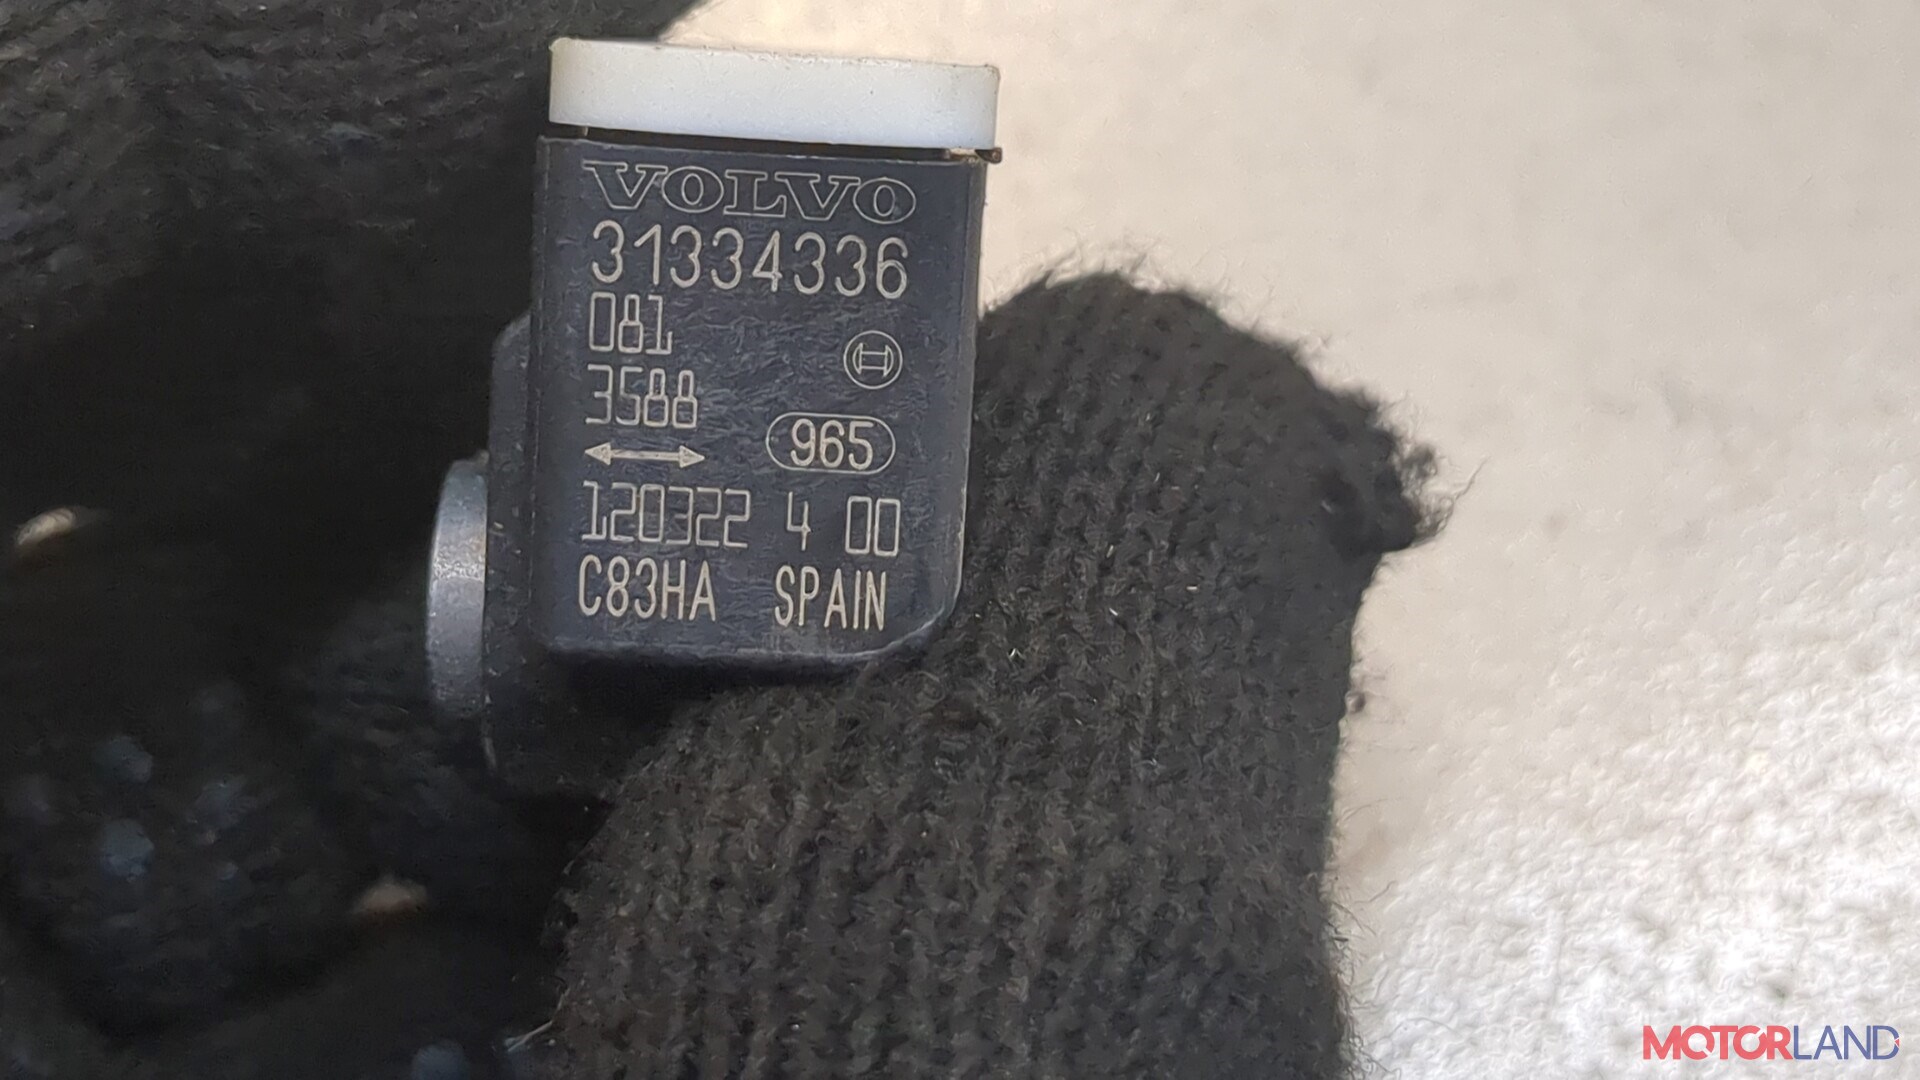 VOLVO
31334336
081
3588
965
120322 4 00
C83HA SPAIN
MOTORLAND